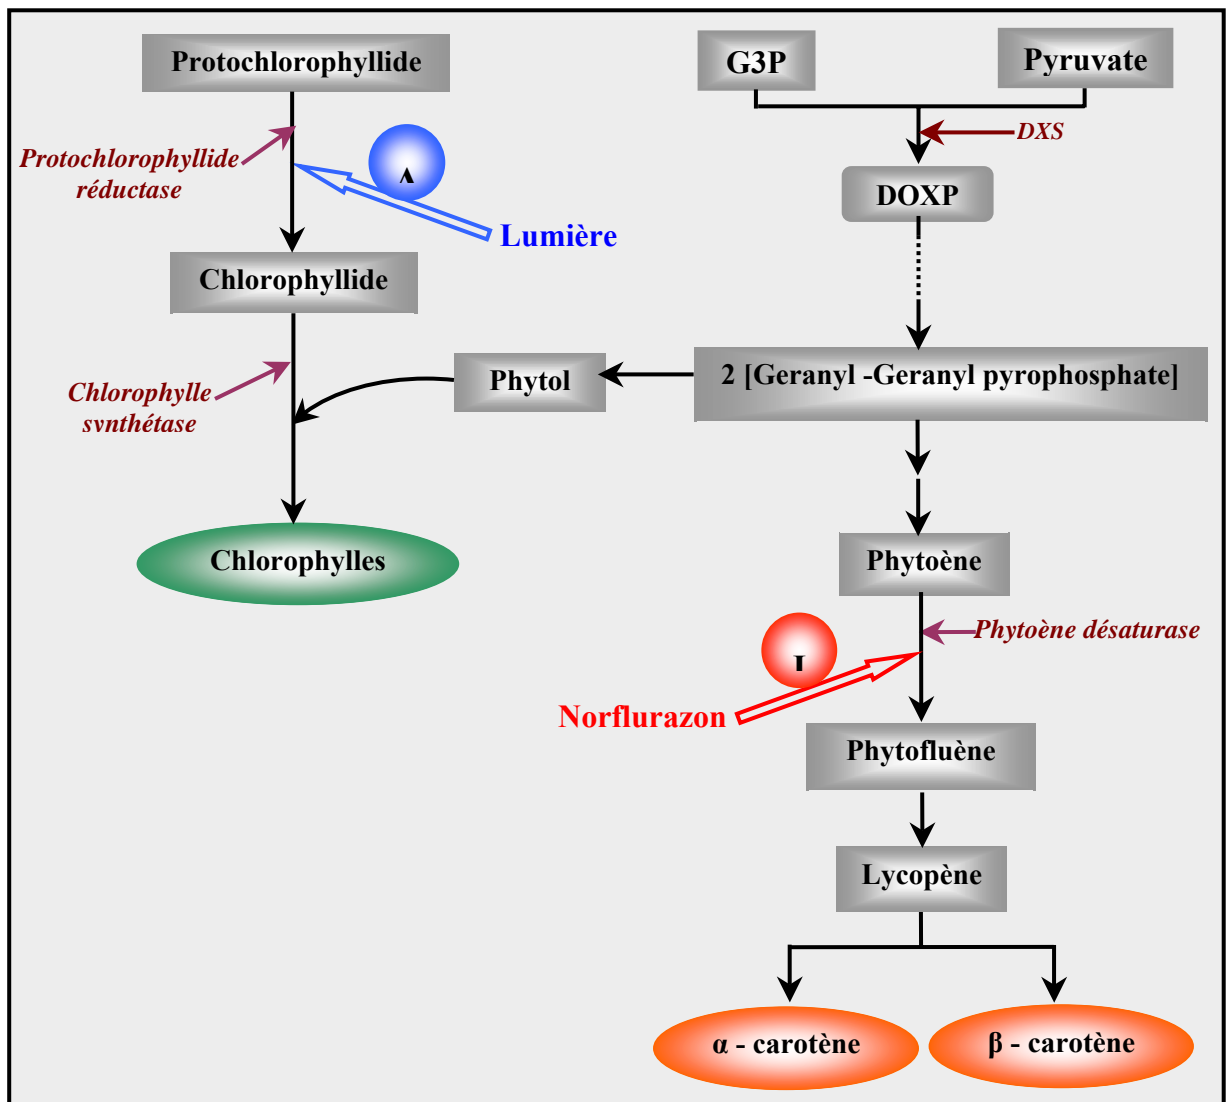 Protochlorophyllide
G3P
Pyruvate
Protochlorophyllide
réductase
DXS
DOXP
Lumière
Chlorophyllide
Chlorophylle
synthétase
Phytol
2 [Geranyl -Geranyl pyrophosphate]
Chlorophylles
Phytoène
Phytoène désaturase
Norflurazon
Phytofluène
Lycopène
α - carotène
β - carotène